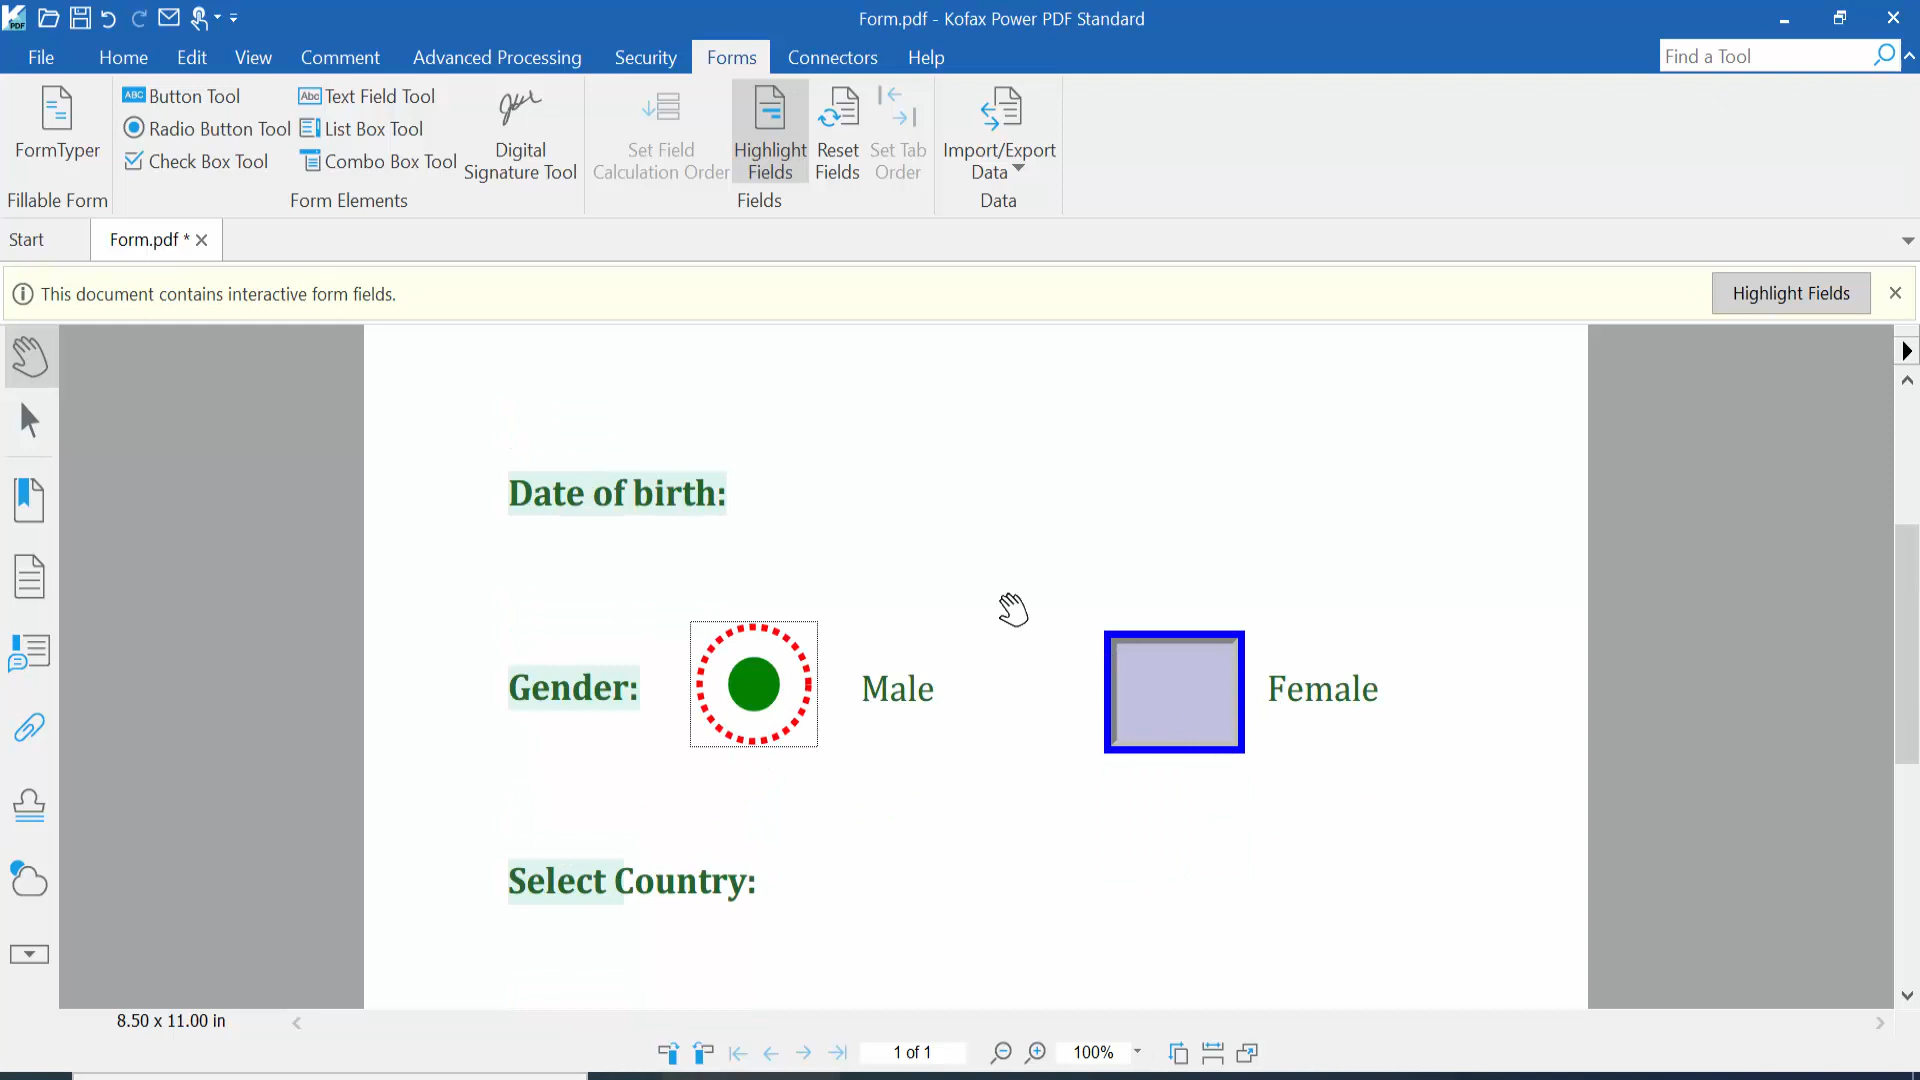 Form.pdf - Kofax Power PDF Standard
File Home Edit View Comment Advanced Processing Security Forms Connectors Help Find a Tool
FormTyper
Fillable Form
ABC Button Tool
Radio Button Tool
Check Box Tool
Abc Text Field Tool
List Box Tool
Combo Box Tool
Form Elements
Digital
Signature Tool
Set Field
Calculation Order
Highlight
Fields
Reset
Fields
Set Tab
Order
Fields
Import/Export
Data
Data
Start Form.pdf *
This document contains interactive form fields. Highlight Fields
Date of birth:
Gender: Male Female
Select Country:
8.50 x 11.00 in
1 of 1 100%